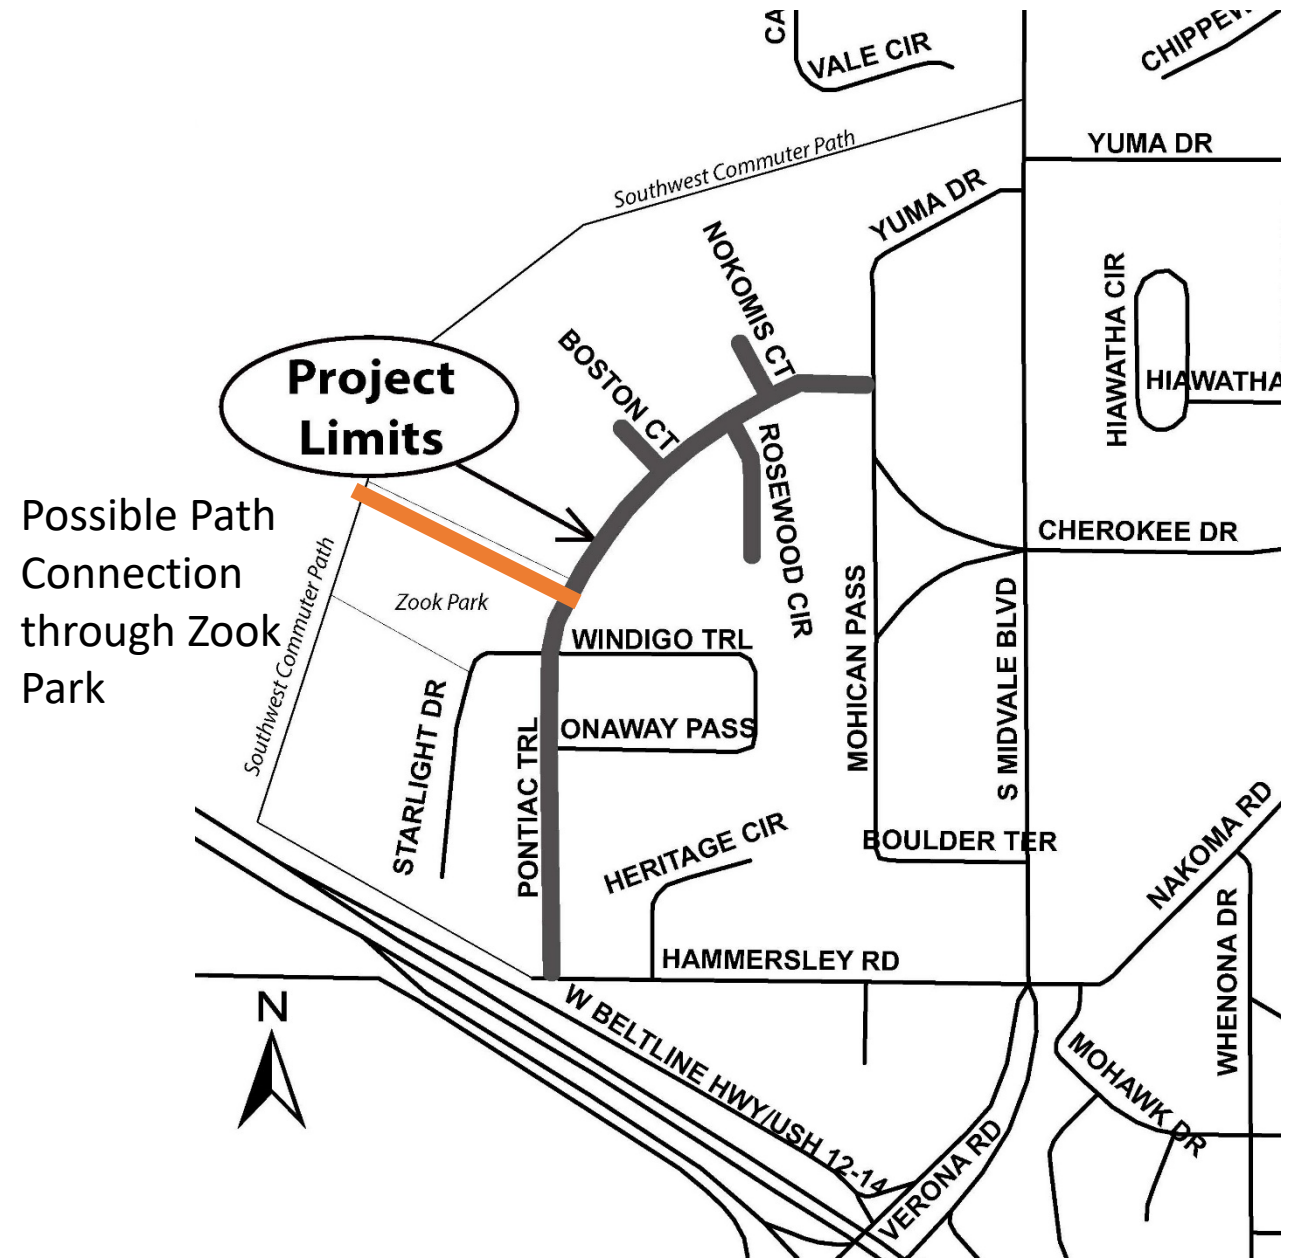 CA
VALE CIR
CHIPPEW
YUMA DR
Southwest Commuter Path
YUMA DR
NOKOMIS CT
HIAWATHA CIR
HIAWATHA
BOSTON CT
Project
Limits
ROSEWOOD CIR
Possible Path
Connection
through Zook
Park
Southwest Commuter Path
Zook Park
CHEROKEE DR
WINDIGO TRL
MOHICAN PASS
S MIDVALE BLVD
STARLIGHT DR
PONTIAC TRL
ONAWAY PASS
HERITAGE CIR
BOULDER TER
NAKOMA RD
WHENONA DR
HAMMERSLEY RD
N
W BELTLINE HWY/USH 12-14
MOHAWK DR
VERONA RD